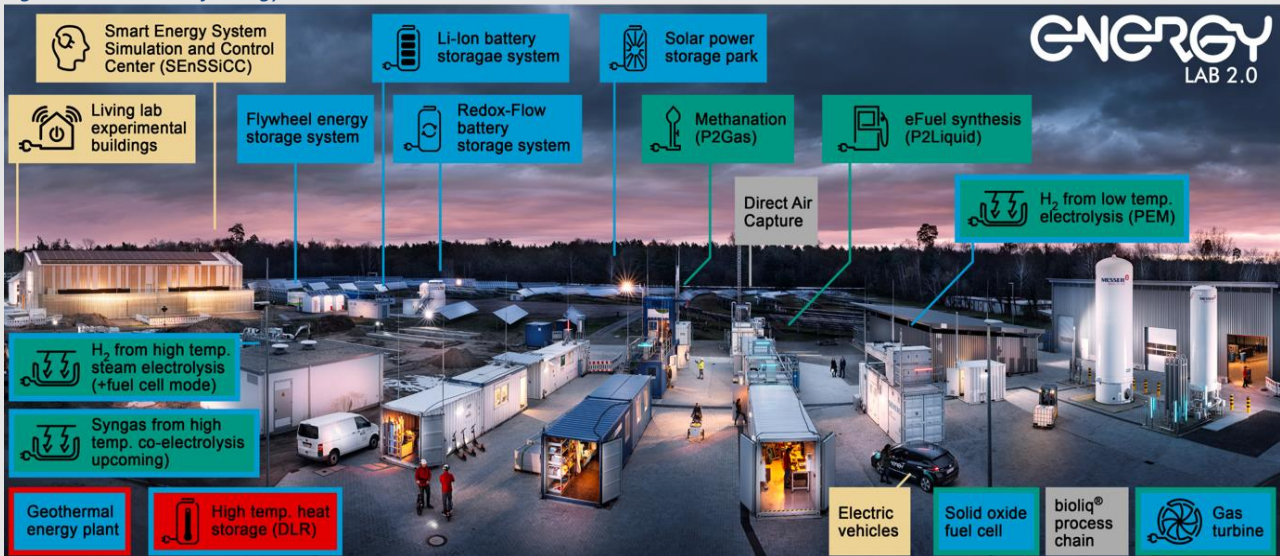 Smart Energy System
Simulation and Control
Center (SEnSSiCC)
Li-Ion battery
storagae system
Solar power
storage park
ENERGY
LAB 2.0
Living lab
experimental
buildings
Flywheel energy
storage system
Redox-Flow
battery
storage system
Methanation
(P2Gas)
eFuel synthesis
(P2Liquid)
Direct Air
Capture
H₂ from low temp.
electrolysis (PEM)
MESSER
H₂ from high temp.
steam electrolysis
(+fuel cell mode)
Syngas from high
temp. co-electrolysis
upcoming)
Geothermal
energy plant
High temp. heat
storage (DLR)
Electric
vehicles
Solid oxide
fuel cell
bioliq®
process
chain
Gas
turbine